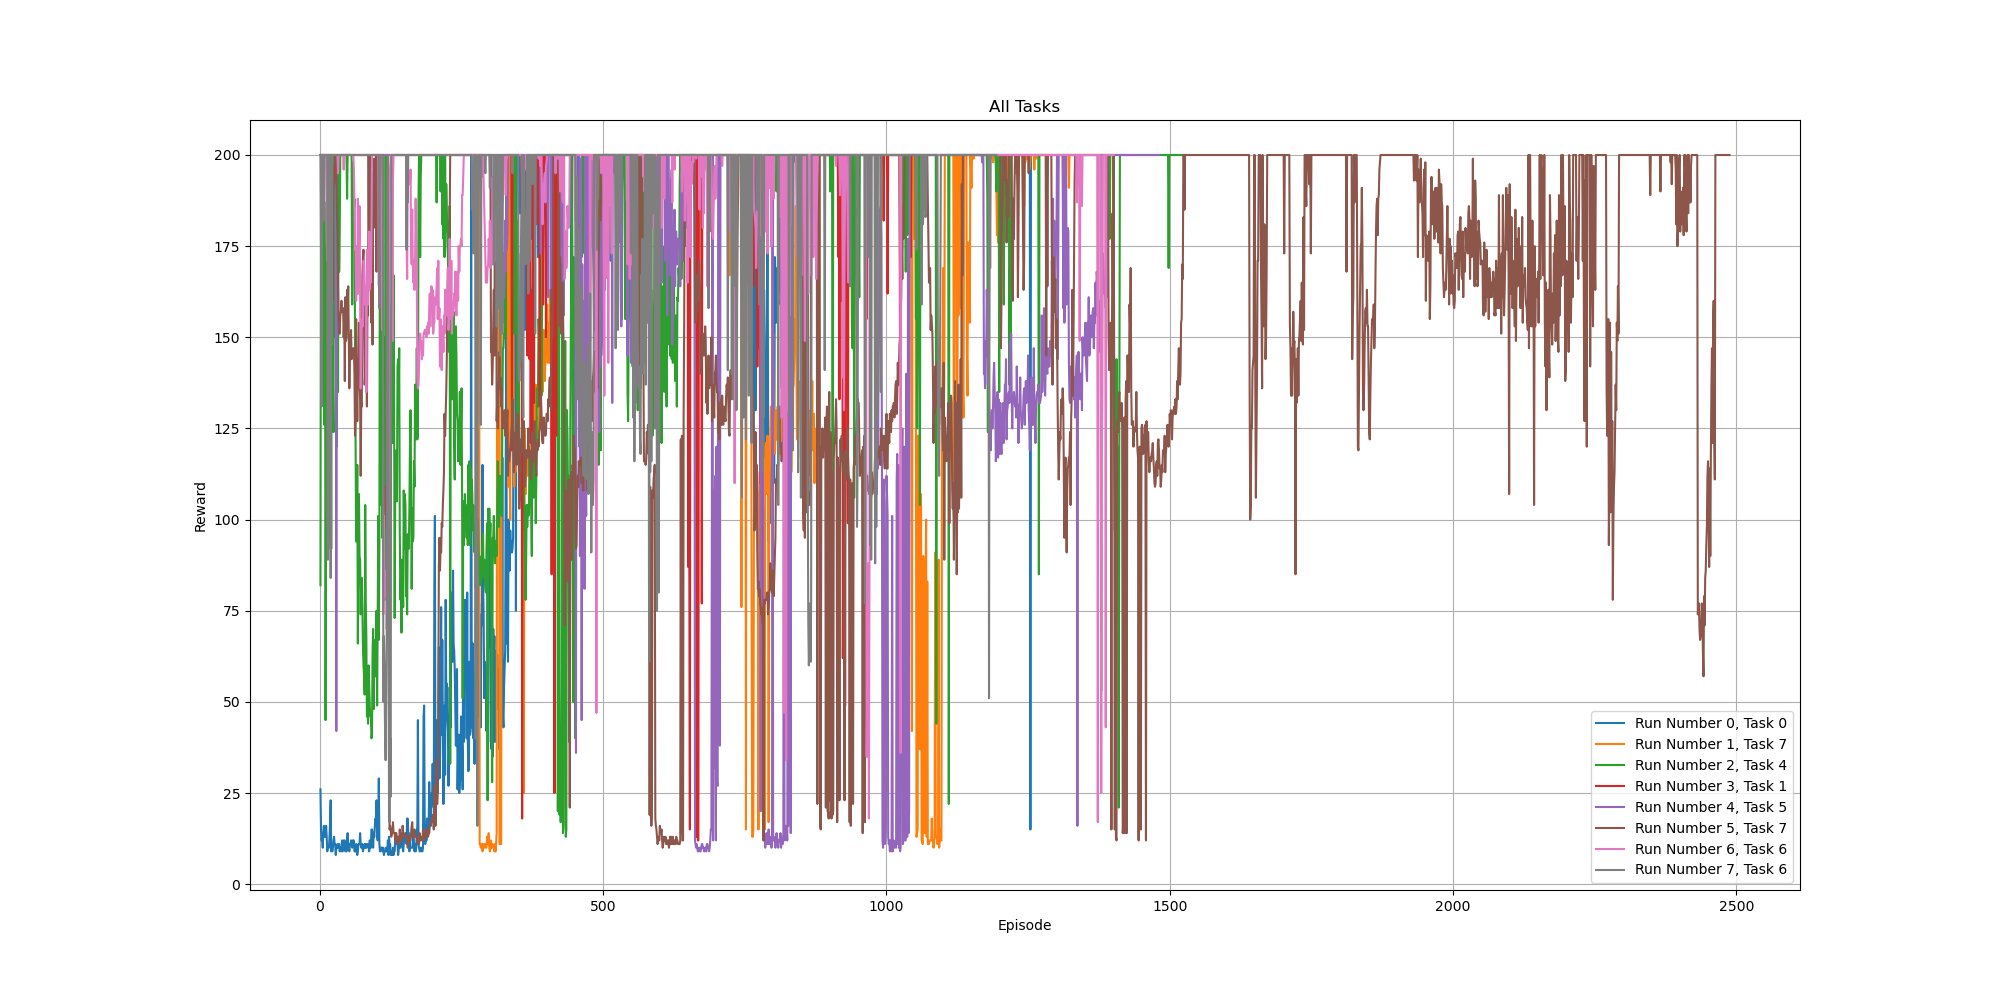 All Tasks
200
175
150
125
100
75
50
25
0
Reward
0
500
1000
1500
2000
2500
Episode
Run Number 0, Task 0
Run Number 1, Task 7
Run Number 2, Task 4
Run Number 3, Task 1
Run Number 4, Task 5
Run Number 5, Task 7
Run Number 6, Task 6
Run Number 7, Task 6